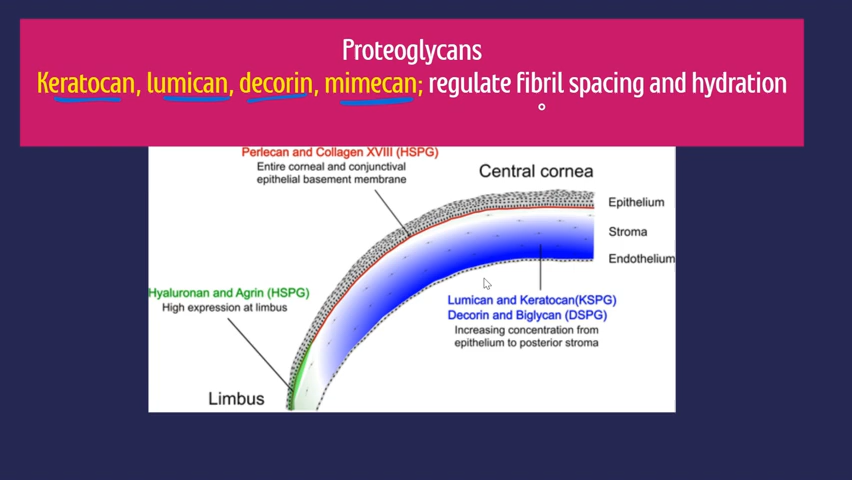 Proteoglycans
Keratocan, lumican, decorin, mimecan; regulate fibril spacing and hydration
Perlecan and Collagen XVIII (HSPG)
Entire corneal and conjunctival
epithelial basement membrane
Central cornea
Epithelium
Stroma
Endothelium
Hyaluronan and Agrin (HSPG)
High expression at limbus
Lumican and Keratocan(KSPG)
Decorin and Biglycan (DSPG)
Increasing concentration from
epithelium to posterior stroma
Limbus